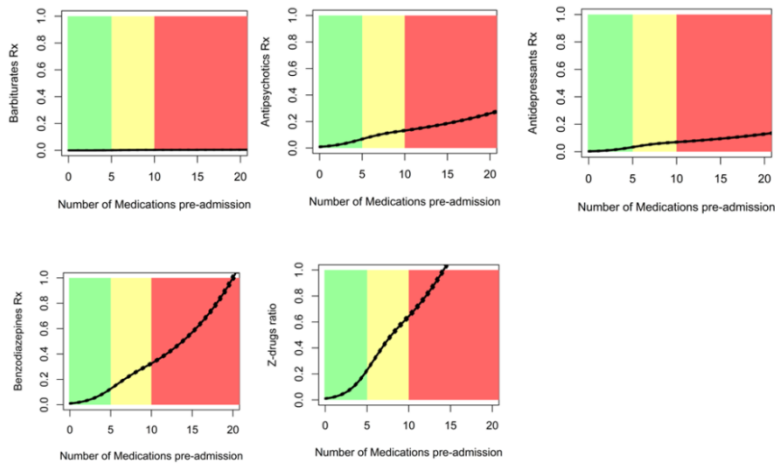 Barbiturates Rx
1.0
0.8
0.6
0.4
0.2
0.0
0 5 10 15 20
Number of Medications pre-admission
Antipsychotics Rx
1.0
0.8
0.6
0.4
0.2
0.0
0 5 10 15 20
Number of Medications pre-admission
Antidepressants Rx
1.0
0.8
0.6
0.4
0.2
0.0
0 5 10 15 20
Number of Medications pre-admission
Benzodiazepines Rx
1.0
0.8
0.6
0.4
0.2
0.0
0 5 10 15 20
Number of Medications pre-admission
Z-drugs ratio
1.0
0.8
0.6
0.4
0.2
0.0
0 5 10 15 20
Number of Medications pre-admission